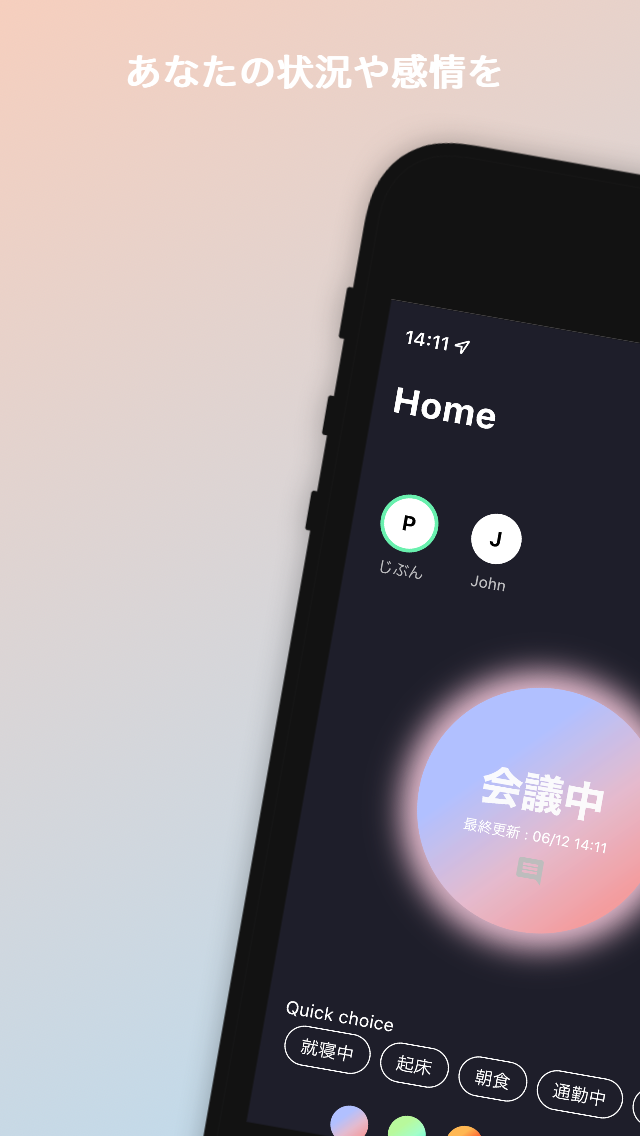 あなたの状況や感情を
14:11
Home
P
J
じぶん
John
会議中
最終更新 : 06/12 14:11
Quick choice
就寝中
起床
朝食
通勤中